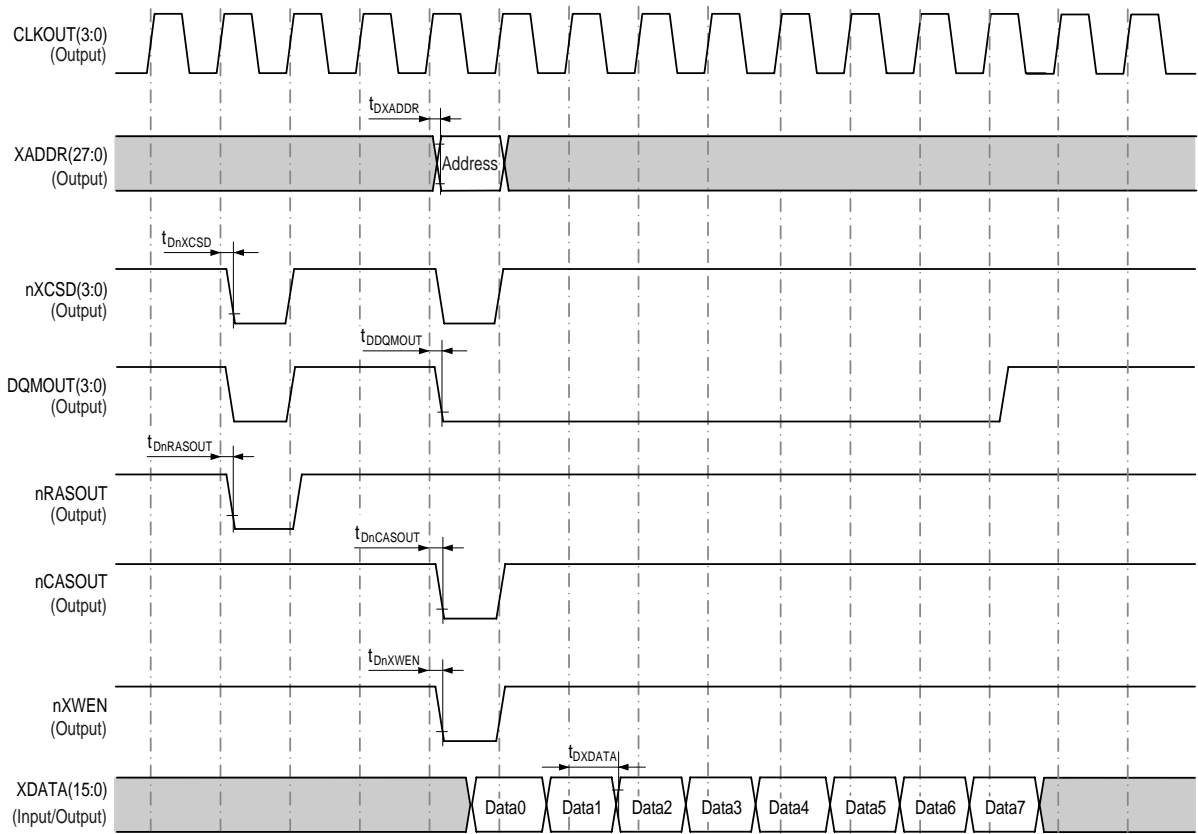 CLKOUT(3:0)
(Output)
tDXADDR
XADDR(27:0)
(Output)
Address
tDnXCSD
nXCSD(3:0)
(Output)
tDDQMOUT
DQMOUT(3:0)
(Output)
tDnRASOUT
nRASOUT
(Output)
tDnCASOUT
nCASOUT
(Output)
tDnXWEN
nXWEN
(Output)
tDXDATA
XDATA(15:0)
(Input/Output)
Data0 Data1 Data2 Data3 Data4 Data5 Data6 Data7